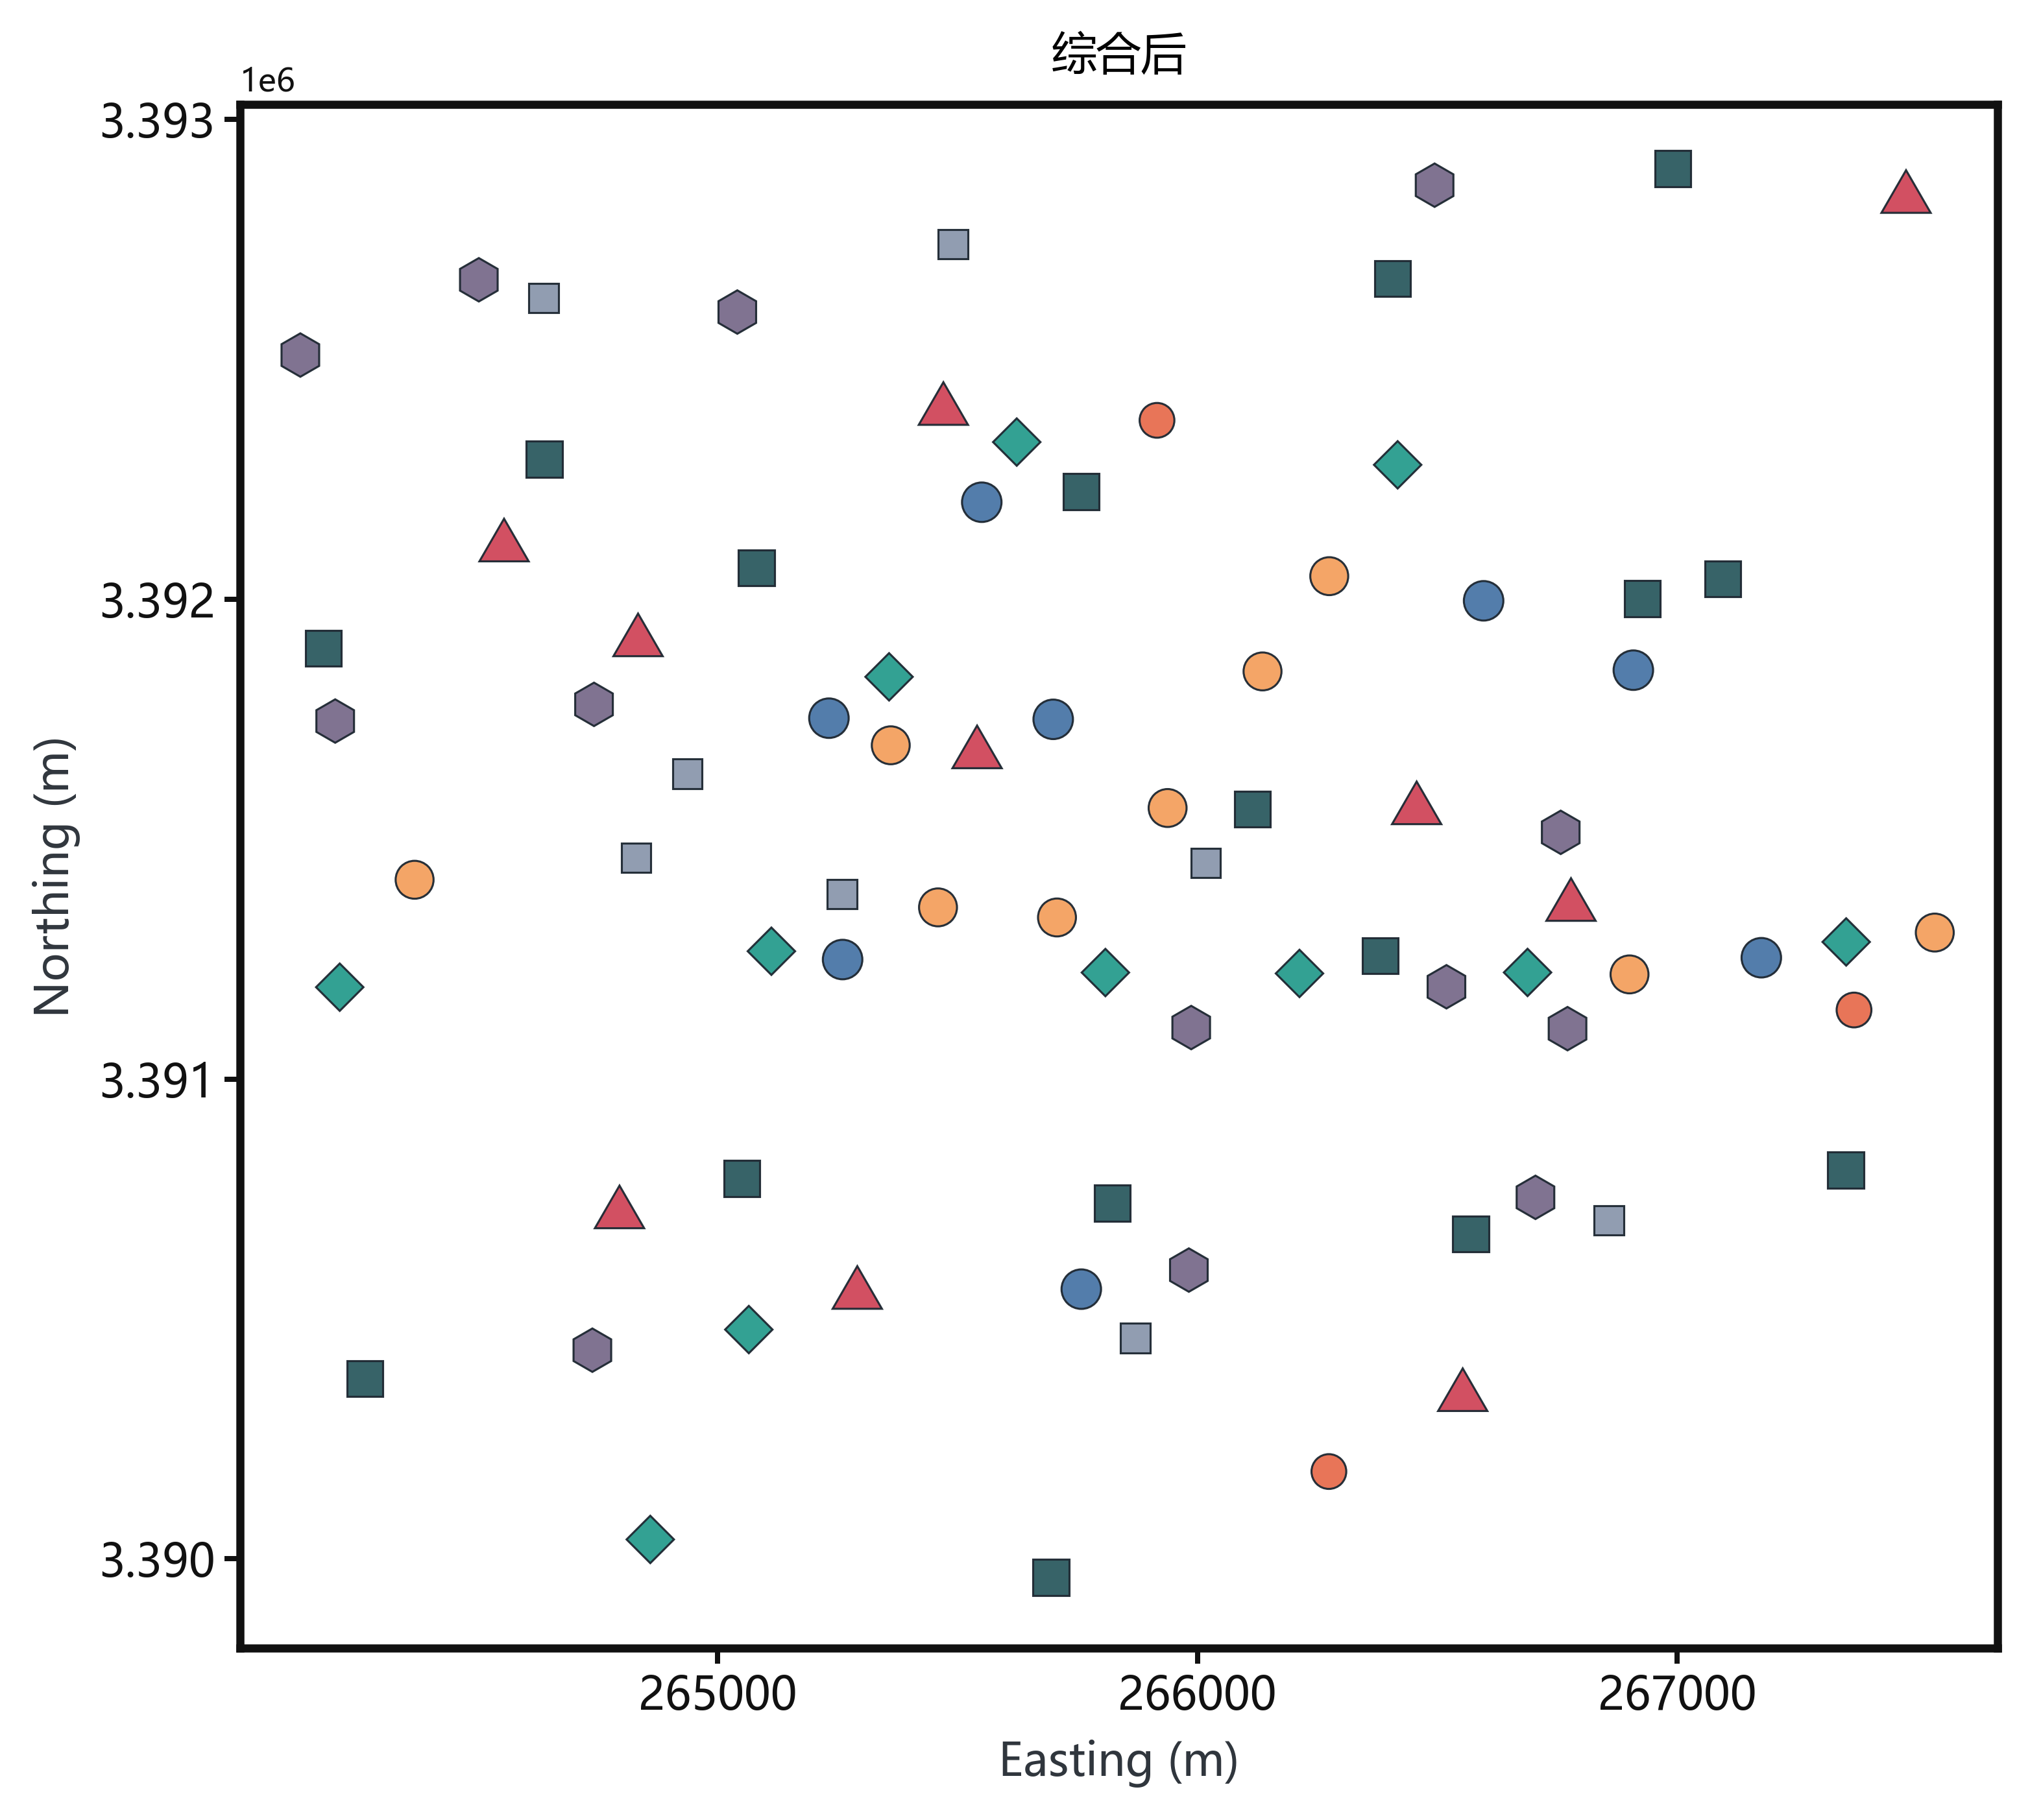 综合后
1e6
3.393
3.392
3.391
3.390
Northing (m)
265000 266000 267000
Easting (m)